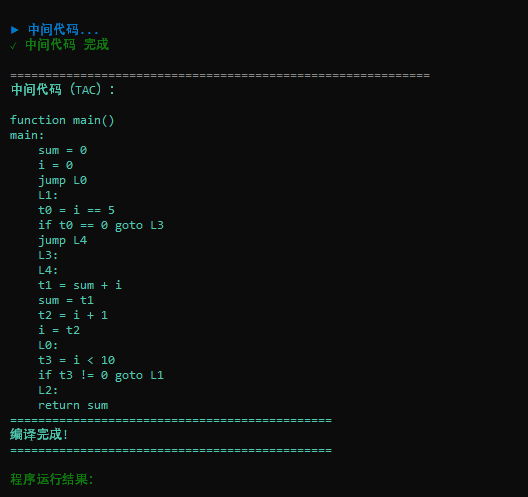 ▶ 中间代码...
✓ 中间代码 完成
============================================================
中间代码（TAC）:
function main()
main:
    sum = 0
    i = 0
    jump L0
    L1:
    t0 = i == 5
    if t0 == 0 goto L3
    jump L4
    L3:
    L4:
    t1 = sum + i
    sum = t1
    t2 = i + 1
    i = t2
    L0:
    t3 = i < 10
    if t3 != 0 goto L1
    L2:
    return sum
==============================================
编译完成!
==============================================
程序运行结果: